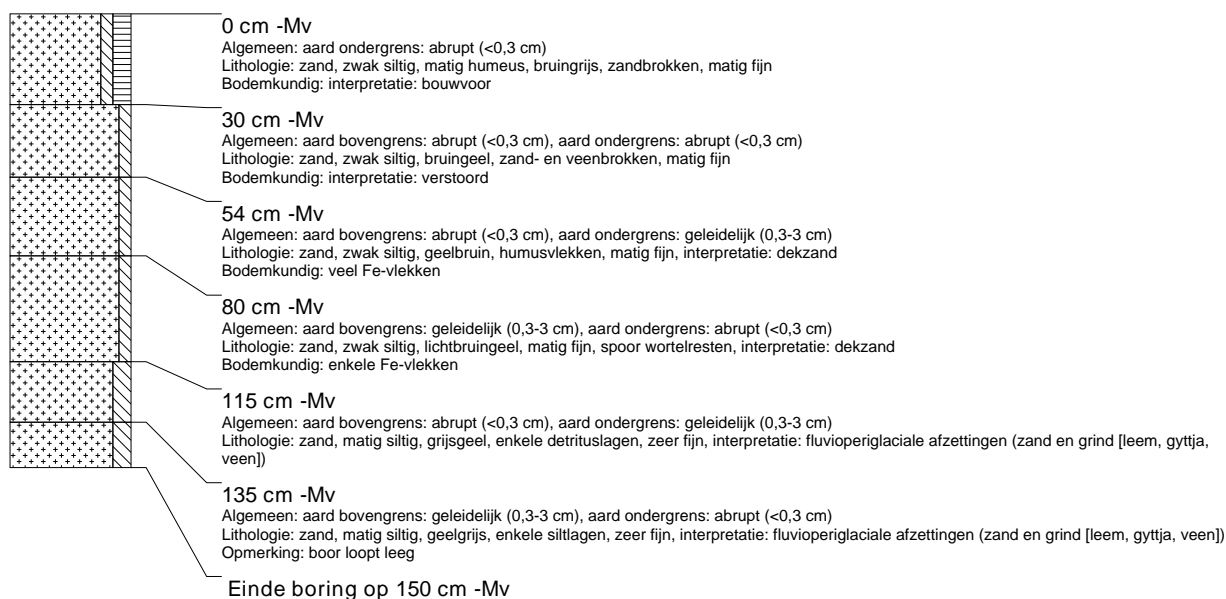 0 cm -Mv
Algemeen: aard ondergrens: abrupt (<0,3 cm)
Lithologie: zand, zwak siltig, matig humeus, bruingrijs, zandbrokken, matig fijn
Bodemkundig: interpretatie: bouwvoor
30 cm -Mv
Algemeen: aard bovengrens: abrupt (<0,3 cm), aard ondergrens: abrupt (<0,3 cm)
Lithologie: zand, zwak siltig, bruingeel, zand- en veenbrokken, matig fijn
Bodemkundig: interpretatie: verstoord
54 cm -Mv
Algemeen: aard bovengrens: abrupt (<0,3 cm), aard ondergrens: geleidelijk (0,3-3 cm)
Lithologie: zand, zwak siltig, geelbruin, humusvlekken, matig fijn, interpretatie: dekzand
Bodemkundig: veel Fe-vlekken
80 cm -Mv
Algemeen: aard bovengrens: geleidelijk (0,3-3 cm), aard ondergrens: abrupt (<0,3 cm)
Lithologie: zand, zwak siltig, lichtbruingeel, matig fijn, spoor wortelresten, interpretatie: dekzand
Bodemkundig: enkele Fe-vlekken
115 cm -Mv
Algemeen: aard bovengrens: abrupt (<0,3 cm), aard ondergrens: geleidelijk (0,3-3 cm)
Lithologie: zand, matig siltig, grijsgeel, enkele detrituslagen, zeer fijn, interpretatie: fluvioperiglaciale afzettingen (zand en grind [leem, gyttja,
veen])
135 cm -Mv
Algemeen: aard bovengrens: geleidelijk (0,3-3 cm), aard ondergrens: abrupt (<0,3 cm)
Lithologie: zand, matig siltig, geelgrijs, enkele siltlagen, zeer fijn, interpretatie: fluvioperiglaciale afzettingen (zand en grind [leem, gyttja, veen])
Opmerking: boor loopt leeg
Einde boring op 150 cm -Mv